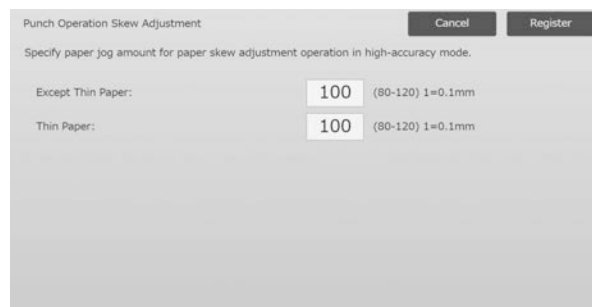 Punch Operation Skew Adjustment Cancel Register
Specify paper jog amount for paper skew adjustment operation in high-accuracy mode.
Except Thin Paper: 100 (80-120) 1=0.1mm
Thin Paper: 100 (80-120) 1=0.1mm